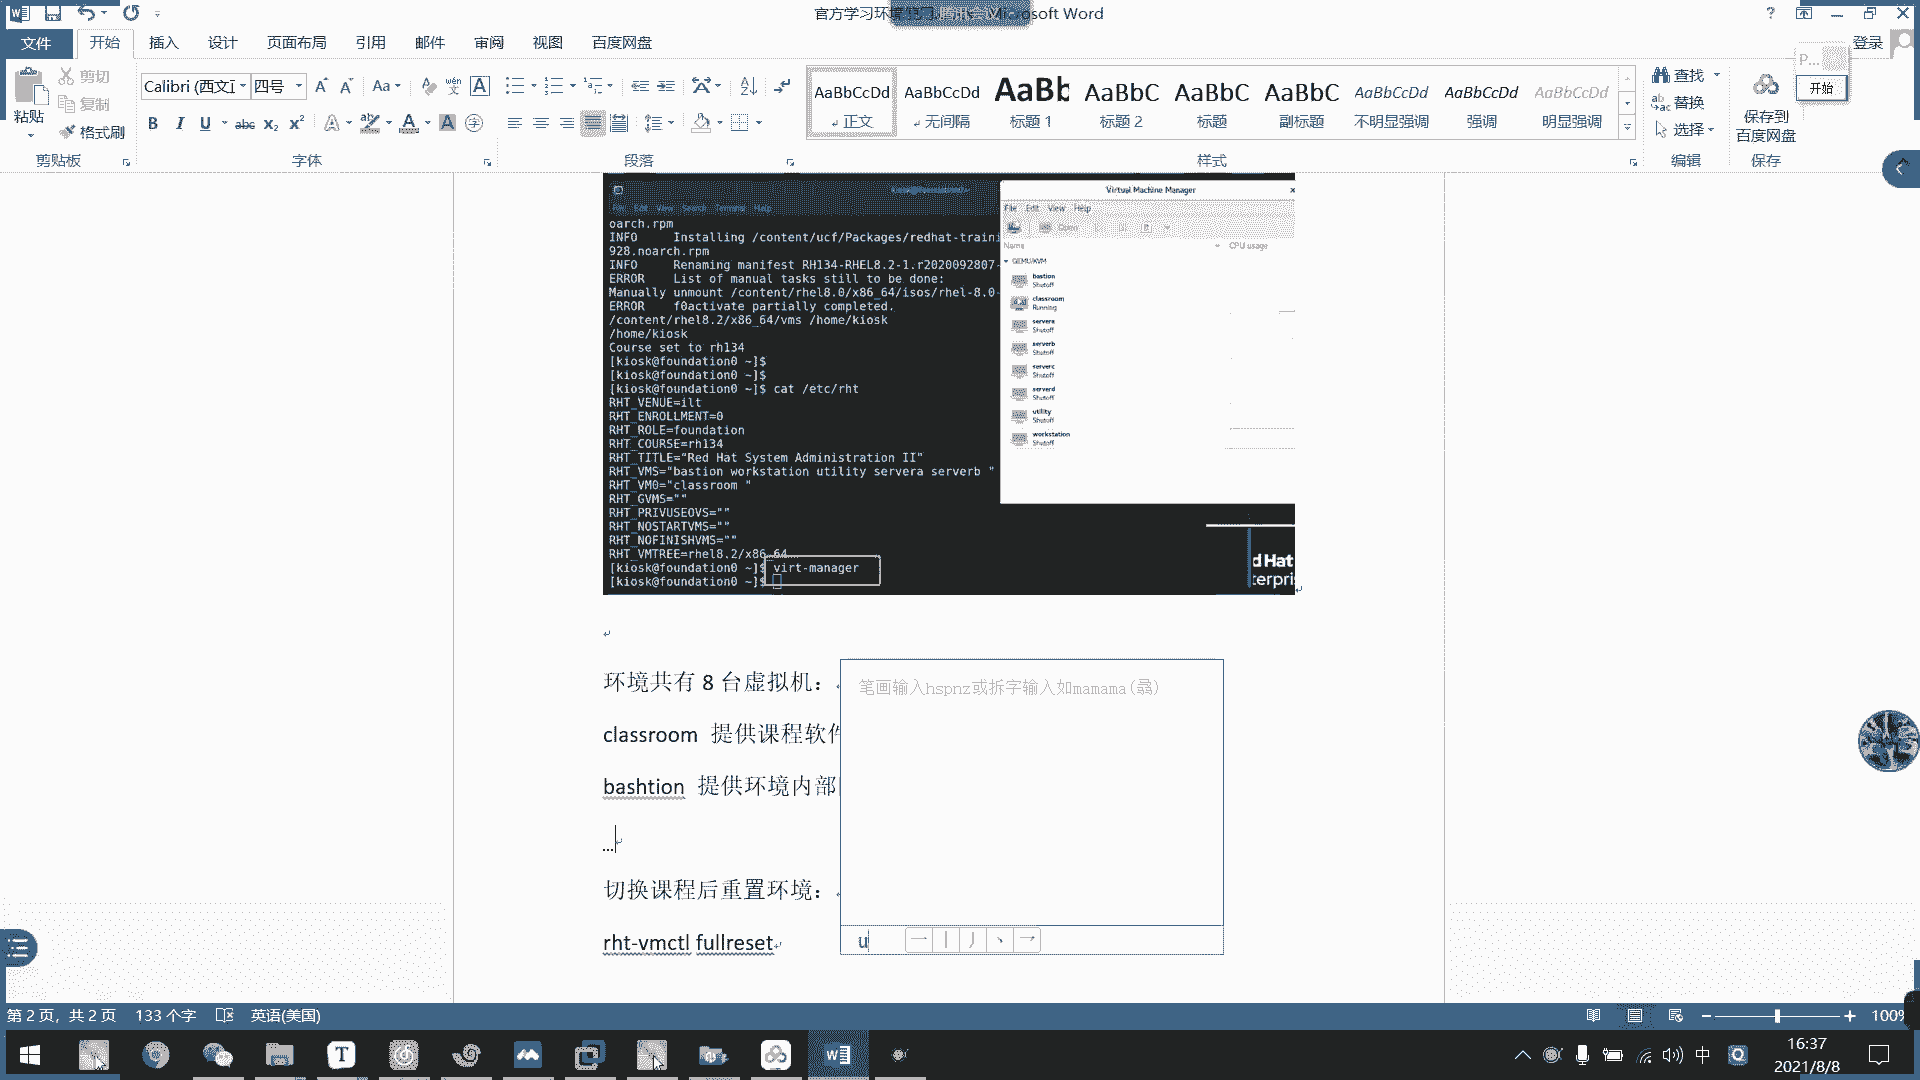 腾讯会议
Microsoft Word
文件
开始
插入
设计
页面布局
引用
邮件
审阅
视图
百度网盘
登录
粘贴
剪切
复制
格式刷
剪贴板
Calibri (西文正
四号
字体
段落
AaBbCcDd
正文
AaBbCcDd
无间隔
AaBb
标题 1
AaBbC
标题 2
AaBbC
标题
AaBbC
副标题
AaBbCcDd
不明显强调
AaBbCcDd
强调
AaBbCcDd
明显强调
样式
查找
替换
选择
编辑
保存到
百度网盘
保存
P...
开始
File Edit View Search Terminal Help
oarch.rpm
INFO Installing /content/ucf/Packages/redhat-traini
928.noarch.rpm
INFO Renaming manifest RH134-RHEL8.2-1.r2020092807-
ERROR List of manual tasks still to be done:
Manually unmount /content/rhel8.0/x86_64/isos/rhel-8.0-
ERROR f0activate partially completed.
/content/rhel8.2/x86_64/vms /home/kiosk
/home/kiosk
Course set to rh134
[kiosk@foundation0 ~]$
[kiosk@foundation0 ~]$
[kiosk@foundation0 ~]$ cat /etc/rht
RHT_VENUE=ilt
RHT_ENROLLMENT=0
RHT_ROLE=foundation
RHT_COURSE=rh134
RHT_TITLE="Red Hat System Administration II"
RHT_VMS="bastion workstation utility servera serverb "
RHT_VM0="classroom "
RHT_GVMS=""
RHT_PRIVUSEOVS=""
RHT_NOSTARTVMS=""
RHT_NOFINISHVMS=""
RHT_VMTREE=rhel8.2/x86_64
[kiosk@foundation0 ~]$ virt-manager
[kiosk@foundation0 ~]$
Virtual Machine Manager
File Edit View Help
Open
Name
CPU usage
QEMU/KVM
bastion
Shutoff
classroom
Running
servera
Shutoff
serverb
Shutoff
serverc
Shutoff
serverd
Shutoff
utility
Shutoff
workstation
Shutoff
d Hat
terpri
环境共有 8 台虚拟机：
classroom 提供课程软件
bashtion 提供环境内部
...
切换课程后重置环境：
rht-vmctl fullreset
笔画输入hspnz或拆字输入如mamama(骉)
u
第 2 页，共 2 页
133 个字
英语(美国)
100%
中
16:37
2021/8/8